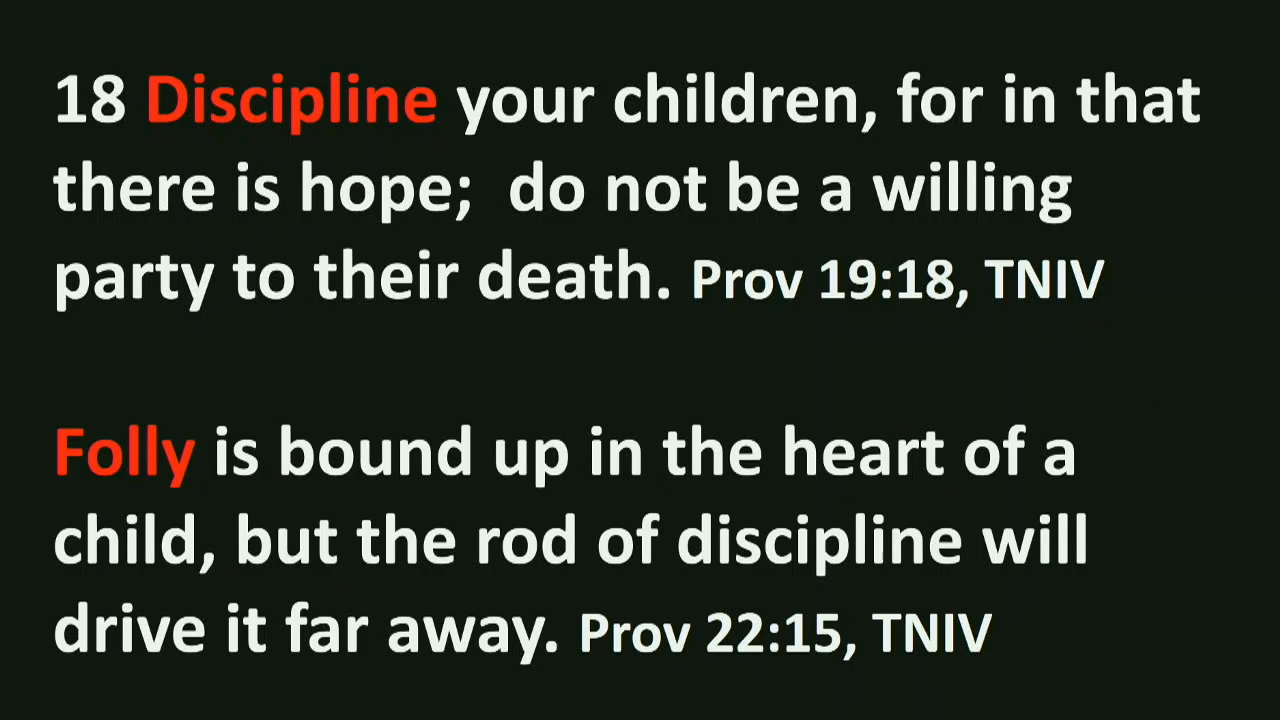 18 Discipline your children, for in that
there is hope;  do not be a willing
party to their death. Prov 19:18, TNIV
Folly is bound up in the heart of a
child, but the rod of discipline will
drive it far away. Prov 22:15, TNIV